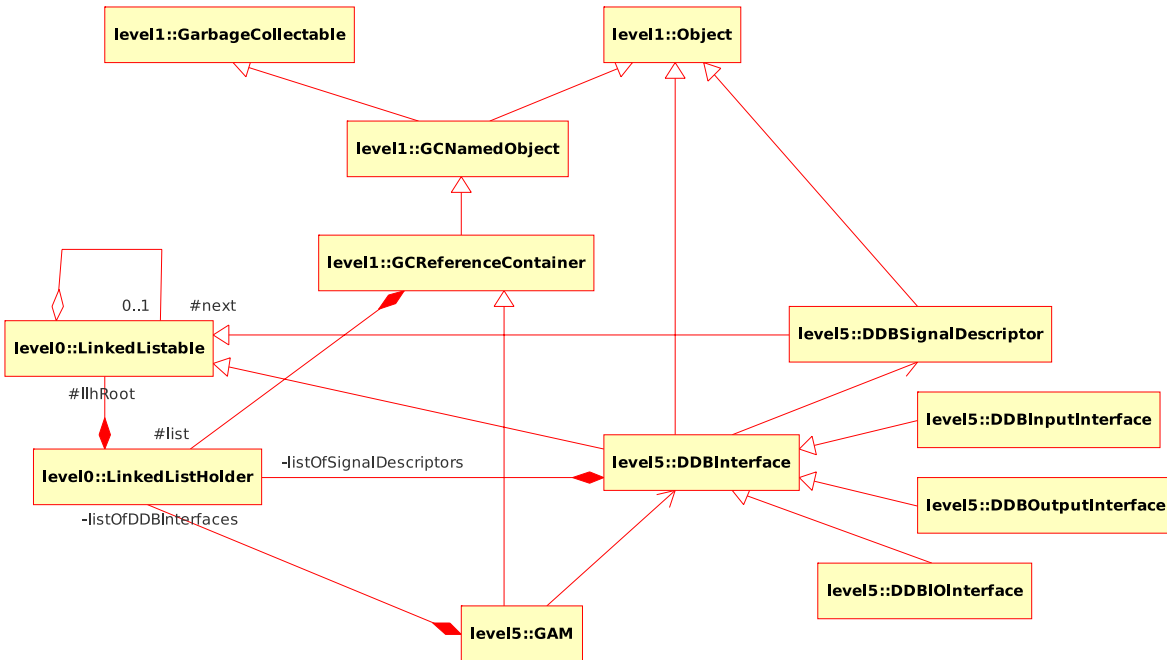 level1::GarbageCollectable
level1::Object
level1::GCNamedObject
level1::GCReferenceContainer
0..1
#next
level0::LinkedListable
level5::DDBSignalDescriptor
#llhRoot
#list
level5::DDBInputInterface
level0::LinkedListHolder
-listOfSignalDescriptors
level5::DDBInterface
-listOfDDBInterfaces
level5::DDBOutputInterface
level5::DDBIOInterface
level5::GAM